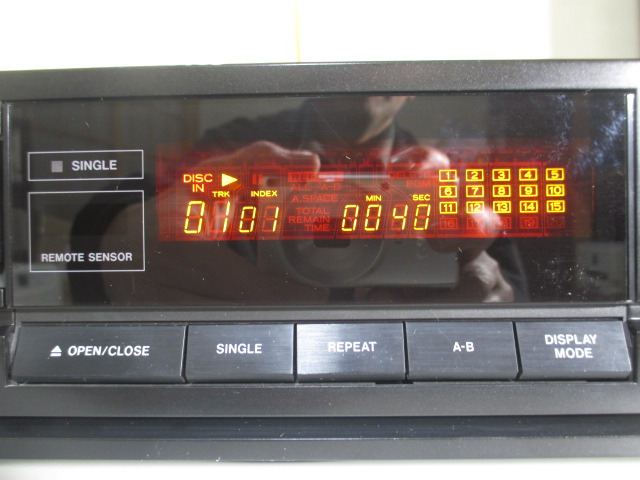 SINGLE
REMOTE SENSOR
DISC
IN
TRK
INDEX
MIN
SEC
01 01 00 40
ALL A-B
A.SPACE
TOTAL
REMAIN
TIME
1 2 3 4 5
6 7 8 9 10
11 12 13 14 15
OPEN/CLOSE
SINGLE
REPEAT
A-B
DISPLAY
MODE